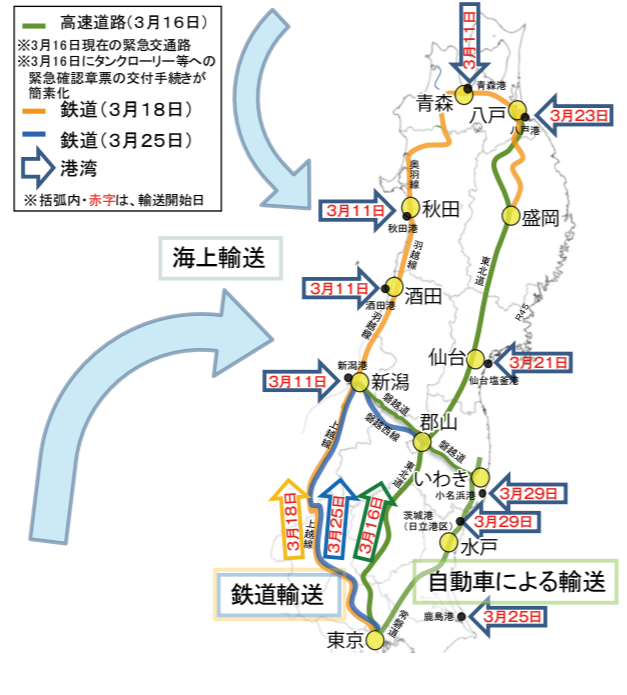 高速道路（3月16日）
※3月16日現在の緊急交通路
※3月16日にタンクローリー等への
緊急確認章票の交付手続きが
簡素化
鉄道（3月18日）
鉄道（3月25日）
港湾
※括弧内・赤字は、輸送開始日
3月11日
青森港
青森
八戸
八戸港
3月23日
奥羽線
3月11日
秋田
秋田港
盛岡
羽越線
東北道
海上輸送
3月11日
酒田
酒田港
羽越線
R45
仙台
3月21日
仙台塩釜港
新潟港
3月11日
新潟
磐越道
磐越西線
郡山
上越線
磐越道
東北道
いわき
小名浜港
3月29日
3月18日
3月25日
3月16日
茨城港
（日立港区）
3月29日
上越線
水戸
鉄道輸送
自動車による輸送
鹿島港
3月25日
常磐道
東京